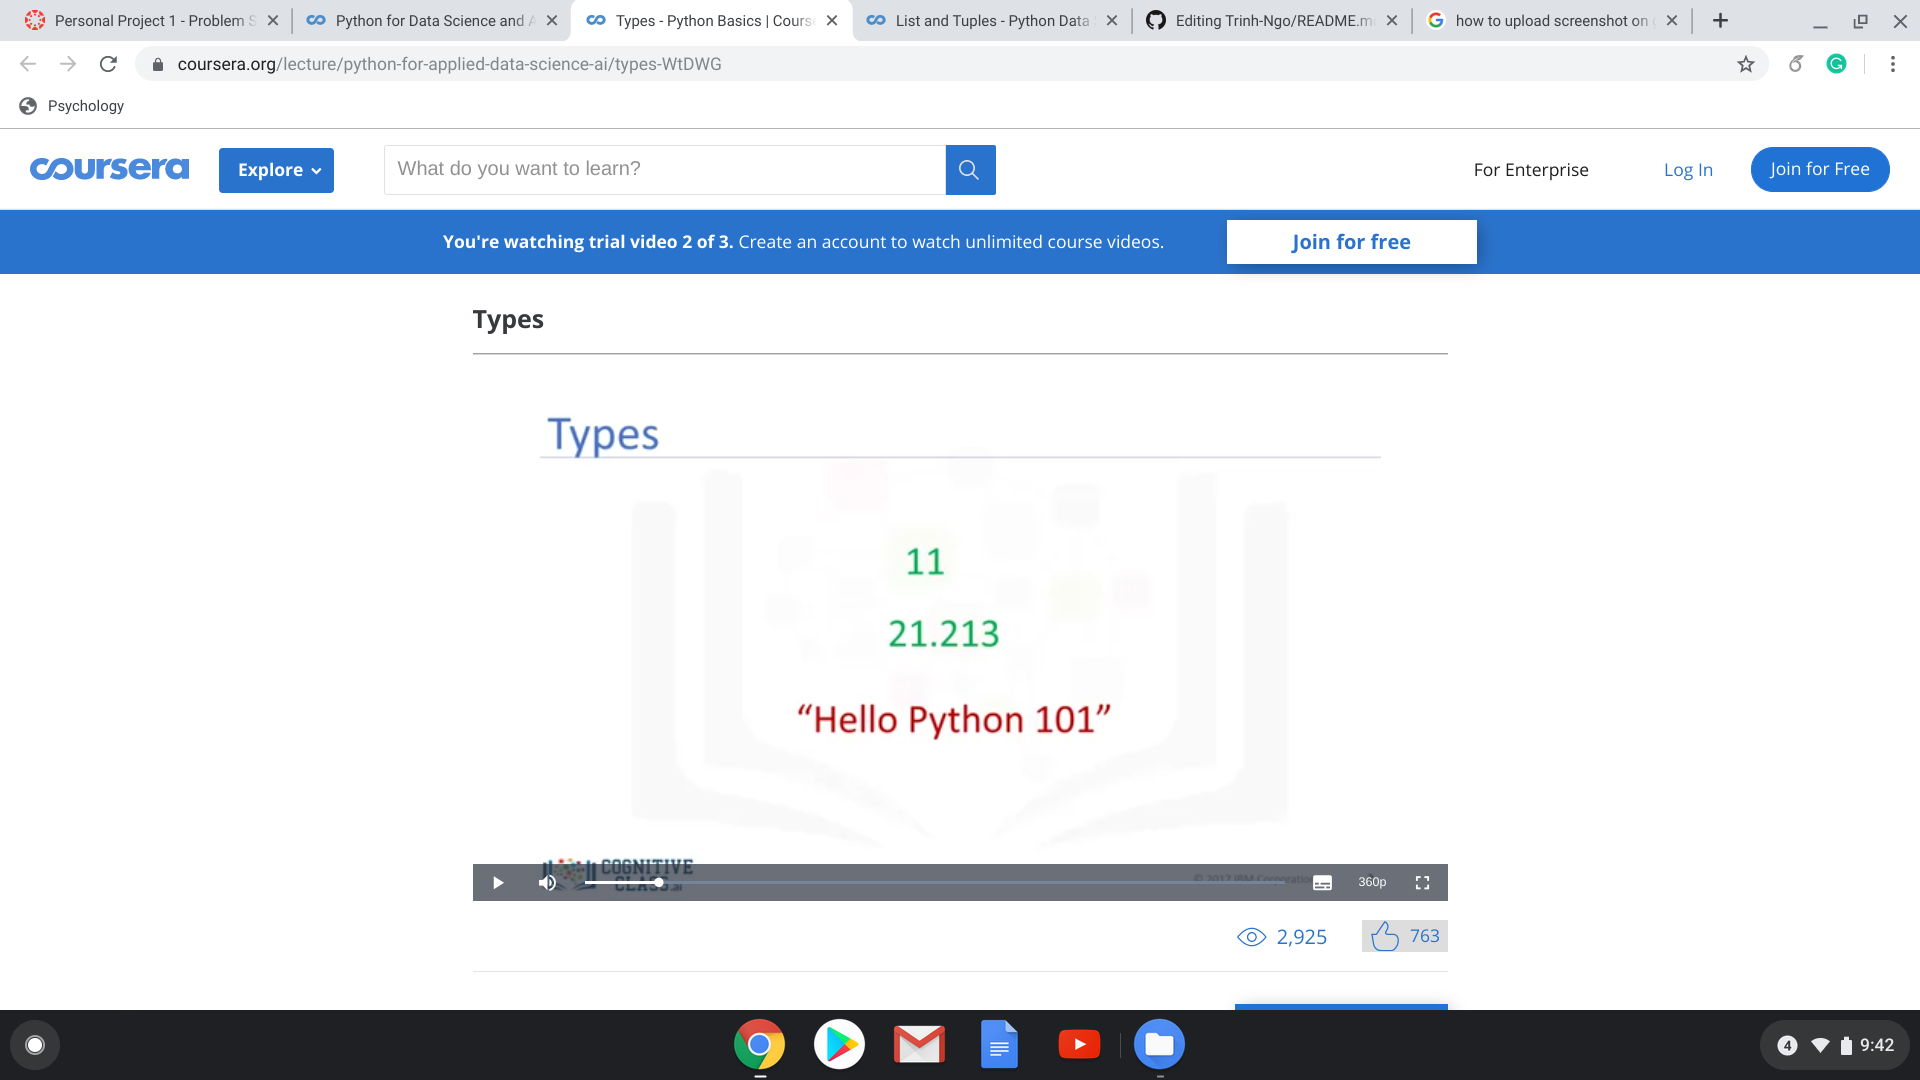 Personal Project 1 - Problem S
Python for Data Science and A
Types - Python Basics | Course
List and Tuples - Python Data S
Editing Trinh-Ngo/README.m
how to upload screenshot on
coursera.org/lecture/python-for-applied-data-science-ai/types-WtDWG
Psychology
coursera
Explore
What do you want to learn?
For Enterprise
Log In
Join for Free
You're watching trial video 2 of 3. Create an account to watch unlimited course videos.
Join for free
Types
Types
11
21.213
“Hello Python 101”
COGNITIVE
CLASS.ai
© 2017 IBM Corporation
360p
2,925
763
4
9:42